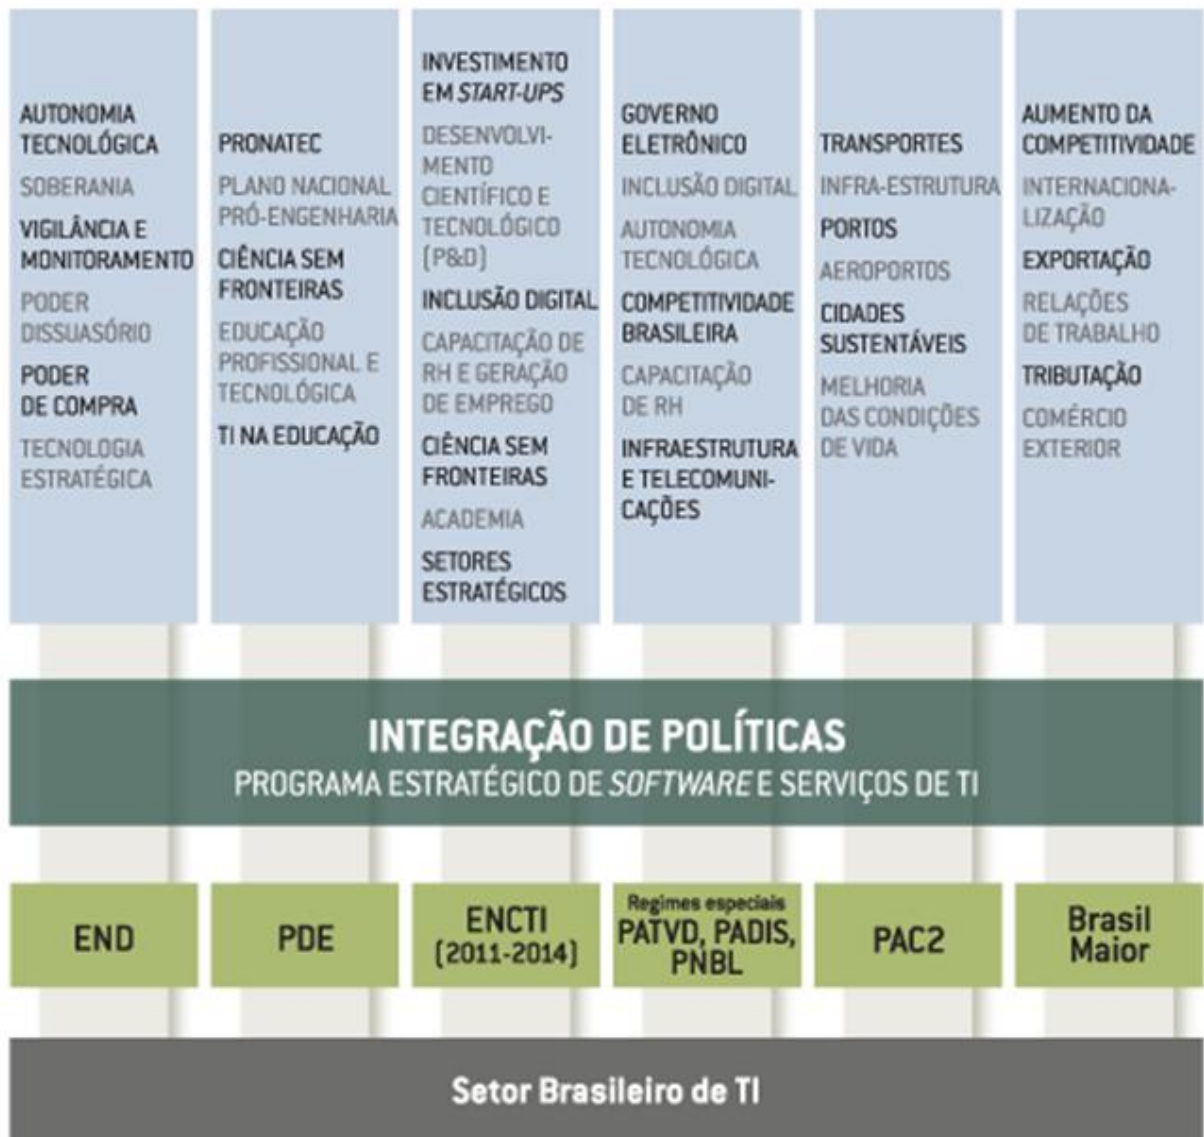 AUTONOMIA
TECNOLÓGICA
SOBERANIA
VIGILÂNCIA E
MONITORAMENTO
PODER
DISSUASÓRIO
PODER
DE COMPRA
TECNOLOGIA
ESTRATÉGICA
PRONATEC
PLANO NACIONAL
PRÓ-ENGENHARIA
CIÊNCIA SEM
FRONTEIRAS
EDUCAÇÃO
PROFISSIONAL E
TECNOLÓGICA
TI NA EDUCAÇÃO
INVESTIMENTO
EM START-UPS
DESENVOLVI-
MENTO
CIENTÍFICO E
TECNOLÓGICO
(P&D)
INCLUSÃO DIGITAL
CAPACITAÇÃO DE
RH E GERAÇÃO
DE EMPREGO
CIÊNCIA SEM
FRONTEIRAS
ACADEMIA
SETORES
ESTRATÉGICOS
GOVERNO
ELETRÔNICO
INCLUSÃO DIGITAL
AUTONOMIA
TECNOLÓGICA
COMPETITIVIDADE
BRASILEIRA
CAPACITAÇÃO
DE RH
INFRAESTRUTURA
E TELECOMUNI-
CAÇÕES
TRANSPORTES
INFRA-ESTRUTURA
PORTOS
AEROPORTOS
CIDADES
SUSTENTÁVEIS
MELHORIA
DAS CONDIÇÕES
DE VIDA
AUMENTO DA
COMPETITIVIDADE
INTERNACIONA-
LIZAÇÃO
EXPORTAÇÃO
RELAÇÕES
DE TRABALHO
TRIBUTAÇÃO
COMÉRCIO
EXTERIOR
INTEGRAÇÃO DE POLÍTICAS
PROGRAMA ESTRATÉGICO DE SOFTWARE E SERVIÇOS DE TI
END
PDE
ENCTI
(2011-2014)
Regimes especiais
PATVD, PADIS,
PNBL
PAC2
Brasil
Maior
Setor Brasileiro de TI